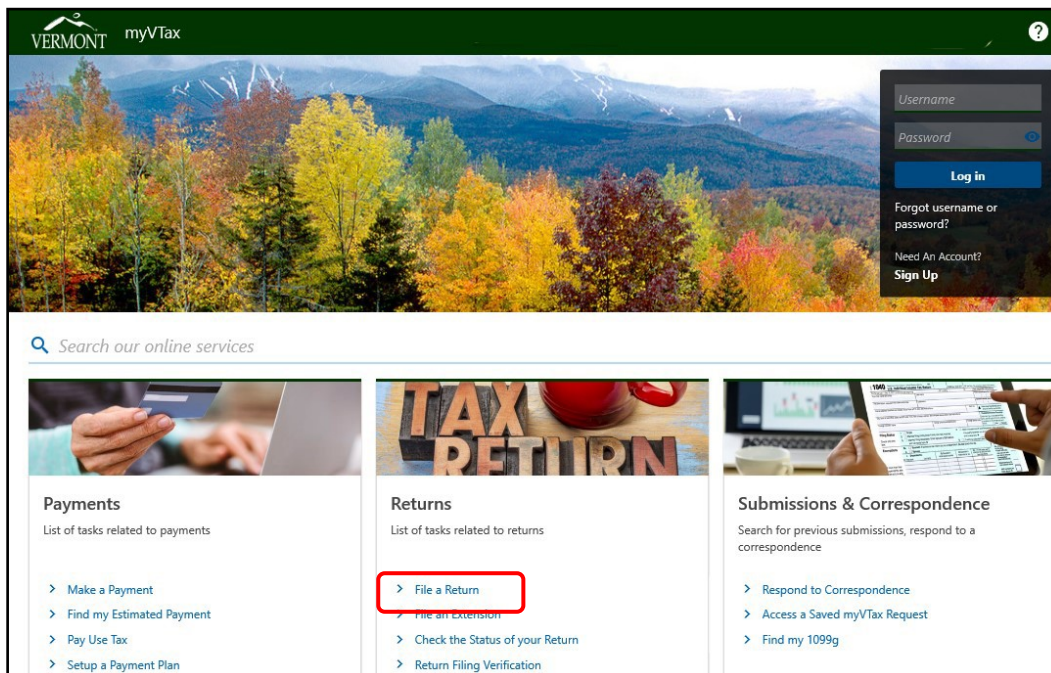 VERMONT myVTax
?
Username
Password
Log in
Forgot username or
password?
Need An Account?
Sign Up
Search our online services
TAX
RETURN
1040
Payments
List of tasks related to payments
Make a Payment
Find my Estimated Payment
Pay Use Tax
Setup a Payment Plan
Returns
List of tasks related to returns
File a Return
File an Extension
Check the Status of your Return
Return Filing Verification
Submissions & Correspondence
Search for previous submissions, respond to a
correspondence
Respond to Correspondence
Access a Saved myVTax Request
Find my 1099g